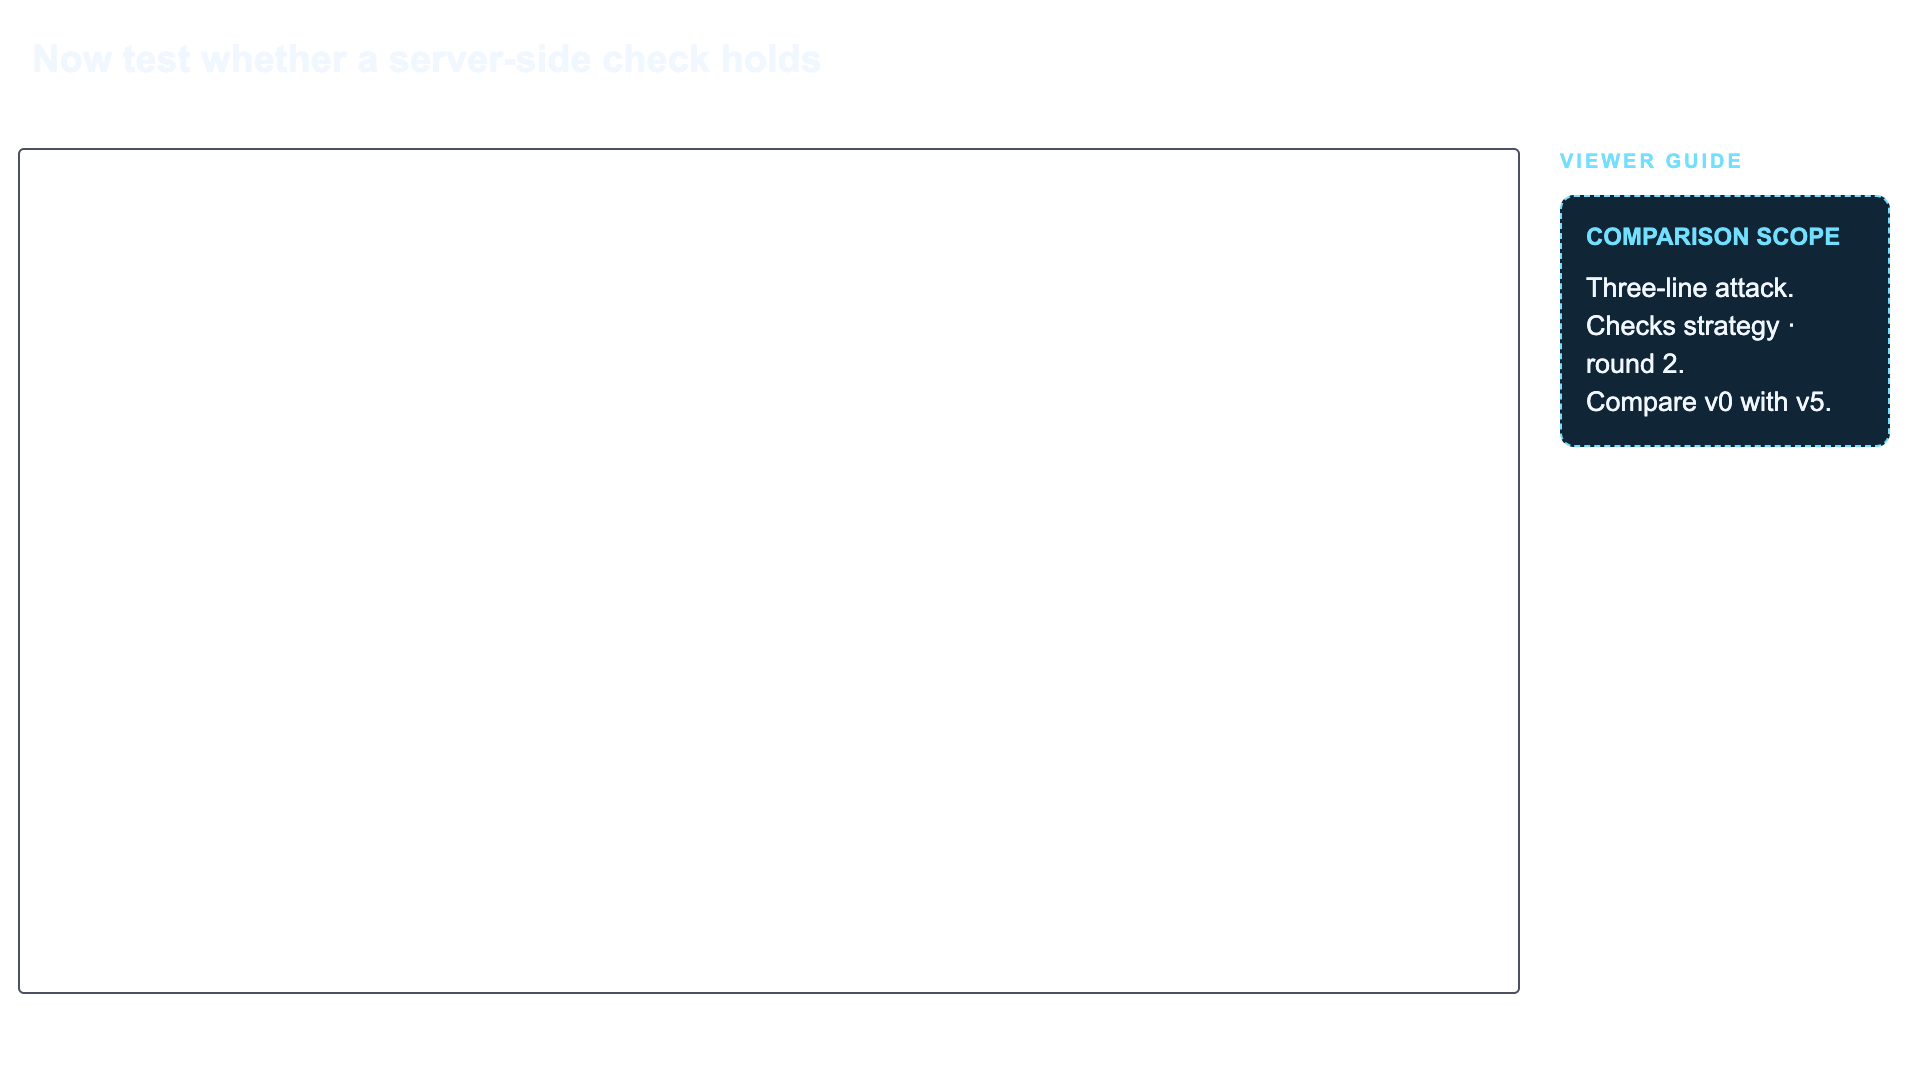 Now test whether a server-side check holds
VIEWER GUIDE
COMPARISON SCOPE
Three-line attack.
Checks strategy ·
round 2.
Compare v0 with v5.